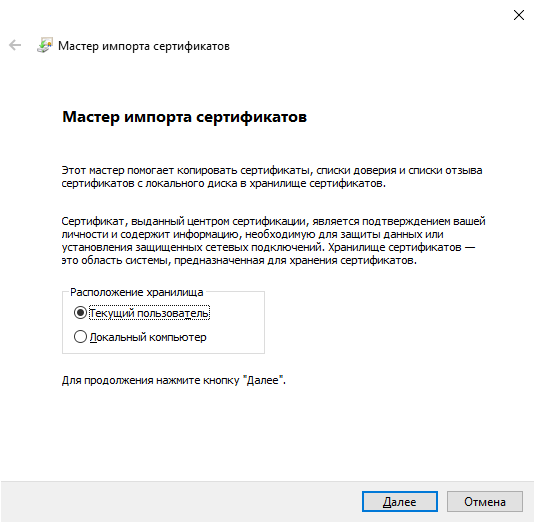 Мастер импорта сертификатов
Мастер импорта сертификатов
Этот мастер помогает копировать сертификаты, списки доверия и списки отзыва
сертификатов с локального диска в хранилище сертификатов.
Сертификат, выданный центром сертификации, является подтверждением вашей
личности и содержит информацию, необходимую для защиты данных или
установления защищенных сетевых подключений. Хранилище сертификатов —
это область системы, предназначенная для хранения сертификатов.
Расположение хранилища
Текущий пользователь
Локальный компьютер
Для продолжения нажмите кнопку "Далее".
Далее
Отмена